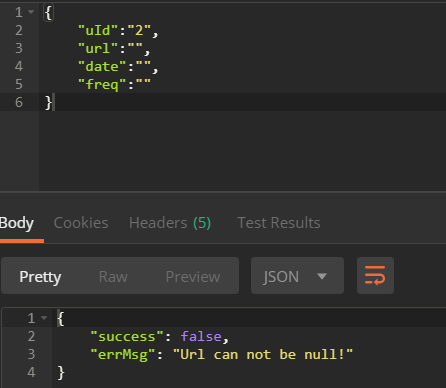 1 {
2 "uId":"2",
3 "url":"",
4 "date":"",
5 "freq":""
6 }
Body Cookies Headers (5) Test Results
Pretty Raw Preview JSON
1 {
2 "success": false,
3 "errMsg": "Url can not be null!"
4 }